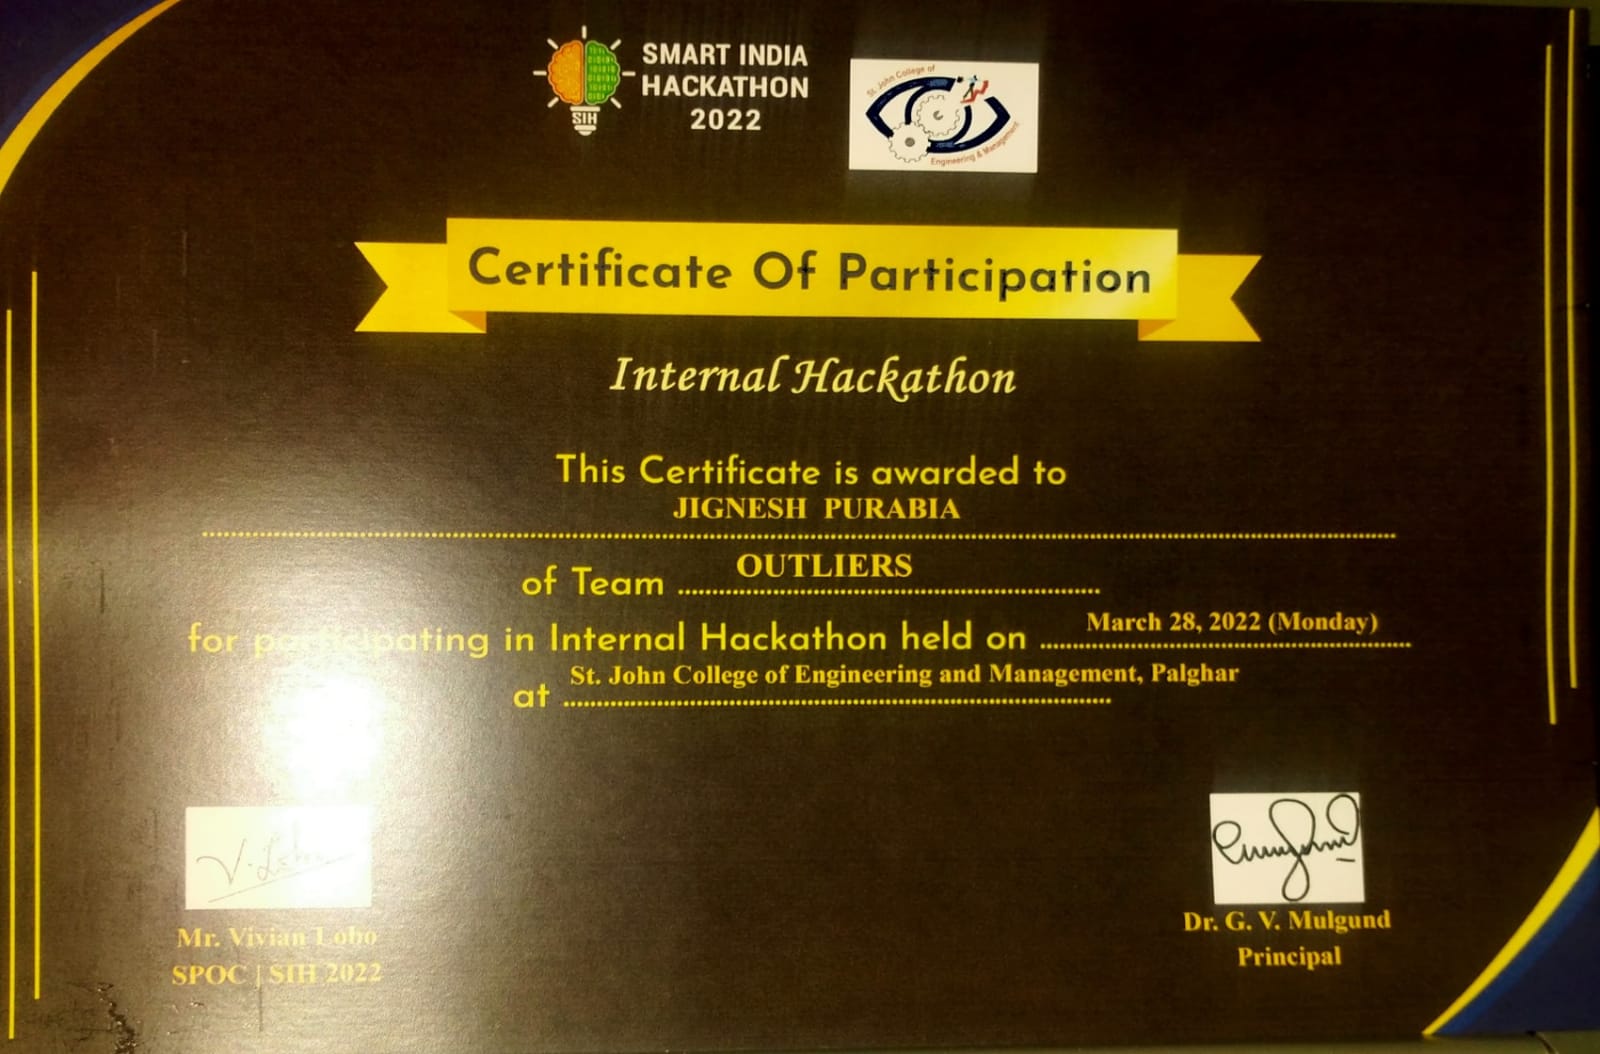 SMART INDIA
HACKATHON
2022
SIH
St. John College of
Engineering & Management
Certificate Of Participation
Internal Hackathon
This Certificate is awarded to
JIGNESH PURABIA
of Team OUTLIERS
for participating in Internal Hackathon held on March 28, 2022 (Monday)
at St. John College of Engineering and Management, Palghar
Mr. Vivian Lobo
SPOC | SIH 2022
Dr. G. V. Mulgund
Principal